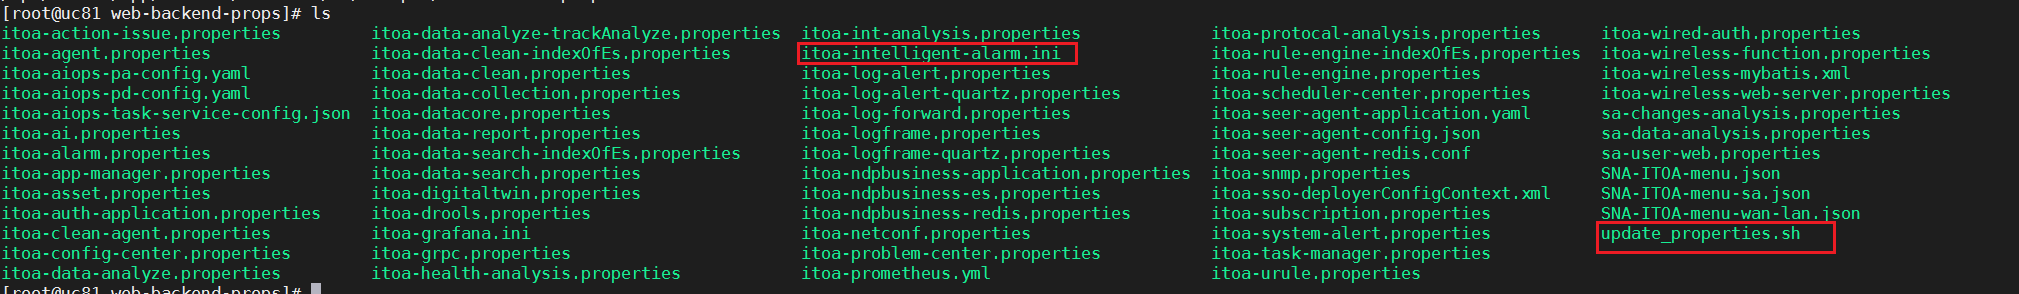 [root@uc81 web-backend-props]# ls
itoa-action-issue.properties itoa-data-analyze-trackAnalyze.properties itoa-int-analysis.properties itoa-protocal-analysis.properties itoa-wired-auth.properties
itoa-agent.properties itoa-data-clean-indexOfEs.properties itoa-intelligent-alarm.ini itoa-rule-engine-indexOfEs.properties itoa-wireless-function.properties
itoa-aiops-pa-config.yaml itoa-data-clean.properties itoa-log-alert.properties itoa-rule-engine.properties itoa-wireless-mybatis.xml
itoa-aiops-pd-config.yaml itoa-data-collection.properties itoa-log-alert-quartz.properties itoa-scheduler-center.properties itoa-wireless-web-server.properties
itoa-aiops-task-service-config.json itoa-datacore.properties itoa-log-forward.properties itoa-seer-agent-application.yaml sa-changes-analysis.properties
itoa-ai.properties itoa-data-report.properties itoa-logframe.properties itoa-seer-agent-config.json sa-data-analysis.properties
itoa-alarm.properties itoa-data-search-indexOfEs.properties itoa-logframe-quartz.properties itoa-seer-agent-redis.conf sa-user-web.properties
itoa-app-manager.properties itoa-data-search.properties itoa-ndpbusiness-application.properties itoa-snmp.properties SNA-ITOA-menu.json
itoa-asset.properties itoa-digitaltwin.properties itoa-ndpbusiness-es.properties itoa-sso-deployerConfigContext.xml SNA-ITOA-menu-sa.json
itoa-auth-application.properties itoa-drools.properties itoa-ndpbusiness-redis.properties itoa-subscription.properties SNA-ITOA-menu-wan-lan.json
itoa-clean-agent.properties itoa-grafana.ini itoa-netconf.properties itoa-system-alert.properties update_properties.sh
itoa-config-center.properties itoa-grpc.properties itoa-problem-center.properties itoa-task-manager.properties
itoa-data-analyze.properties itoa-health-analysis.properties itoa-prometheus.yml itoa-urule.properties
[root@uc81 web-backend-props]#